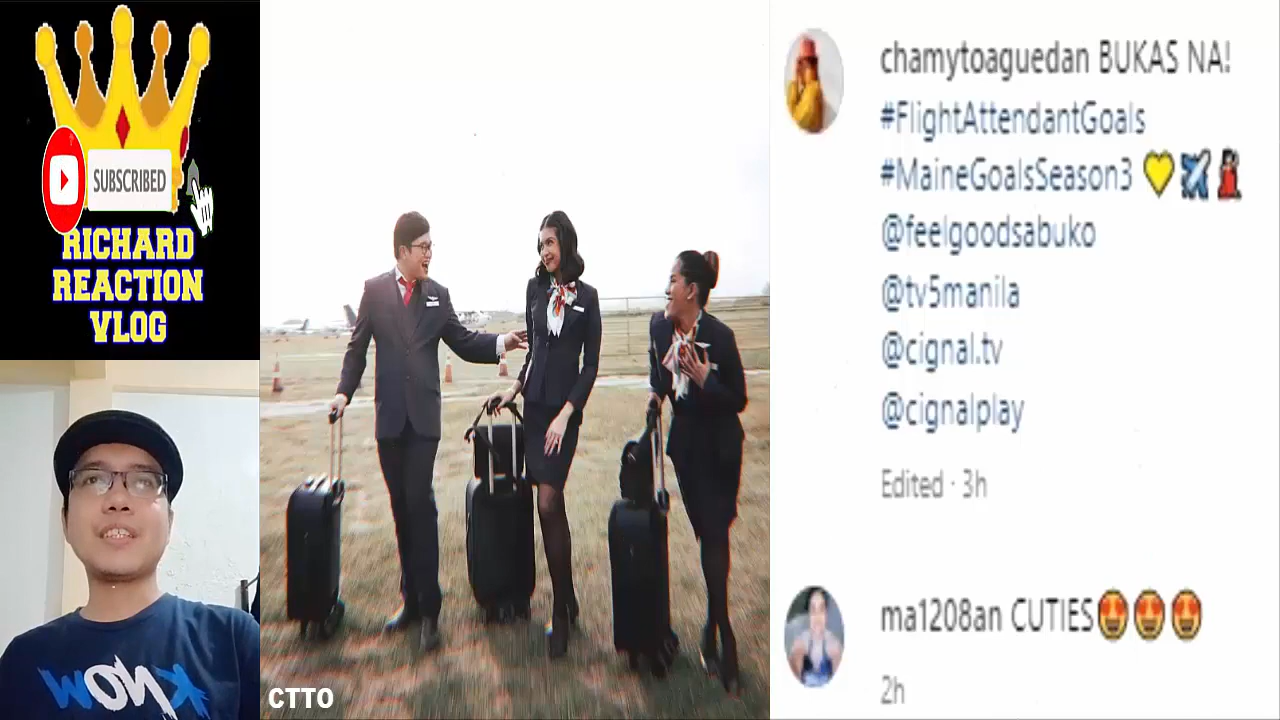 SUBSCRIBED
RICHARD
REACTION
VLOG
KNOW
CTTO
chamytoaguedan BUKAS NA!
#FlightAttendantGoals
#MaineGoalsSeason3 💛✈️💃
@feelgoodsabuko
@tv5manila
@cignal.tv
@cignalplay
Edited · 3h
ma1208an CUTIES🤩🤩🤩
2h